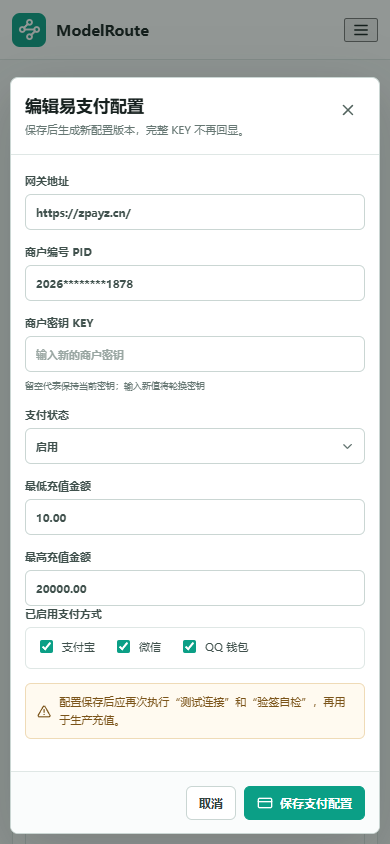 ModelRoute
编辑易支付配置
保存后生成新配置版本，完整 KEY 不再回显。
网关地址
https://zpayz.cn/
商户编号 PID
2026********1878
商户密钥 KEY
输入新的商户密钥
留空代表保持当前密钥；输入新值将轮换密钥
支付状态
启用
最低充值金额
10.00
最高充值金额
20000.00
已启用支付方式
支付宝 微信 QQ 钱包
配置保存后应再次执行“测试连接”和“验签自检”，再用
于生产充值。
取消 保存支付配置